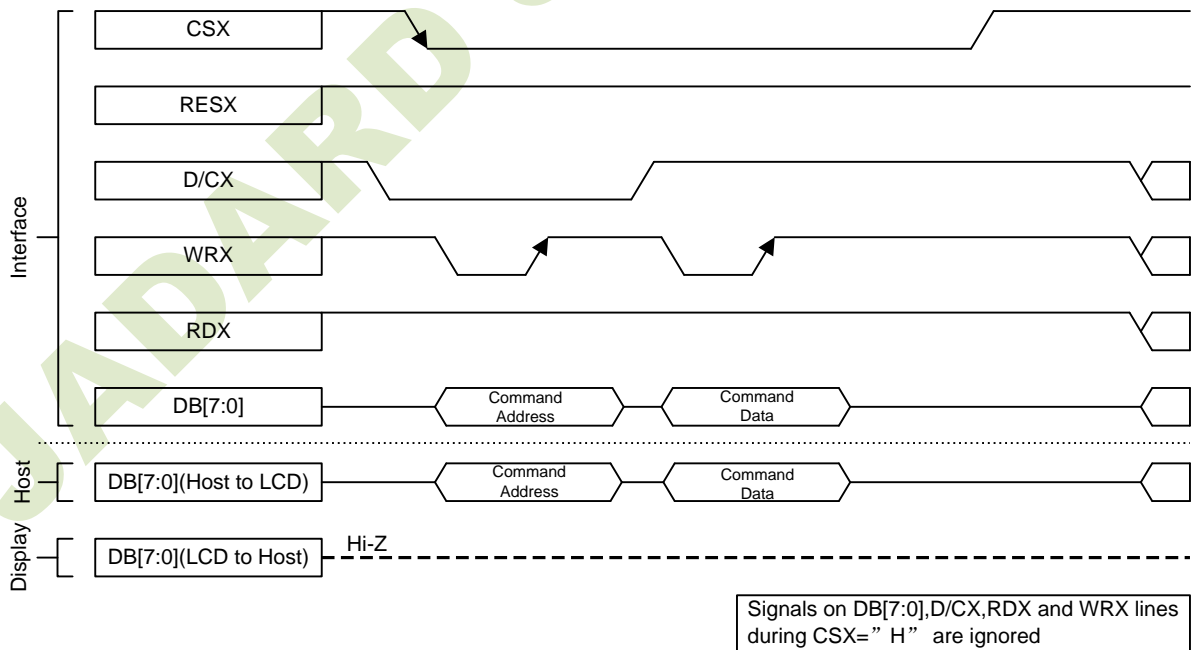 CSX
RESX
D/CX
WRX
RDX
DB[7:0]
Command
Address
Command
Data
Interface
DB[7:0](Host to LCD)
Command
Address
Command
Data
Host
DB[7:0](LCD to Host)
Hi-Z
Display
Signals on DB[7:0],D/CX,RDX and WRX lines
during CSX=” H” are ignored
JADARD